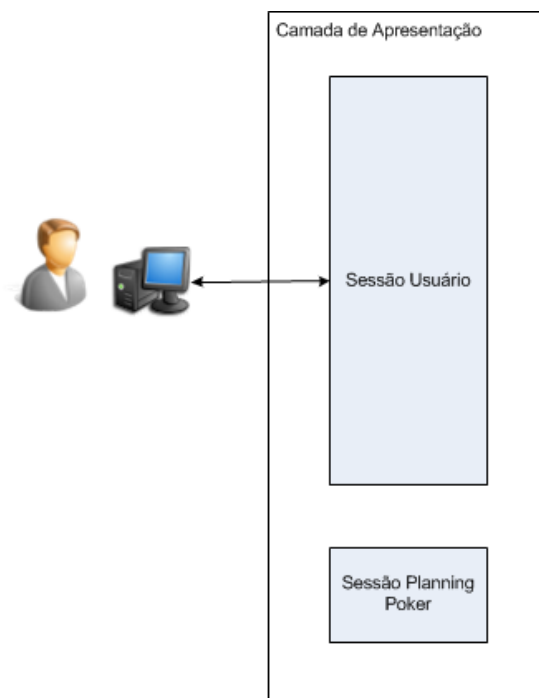 Camada de Apresentação
Sessão Usuário
Sessão Planning
Poker